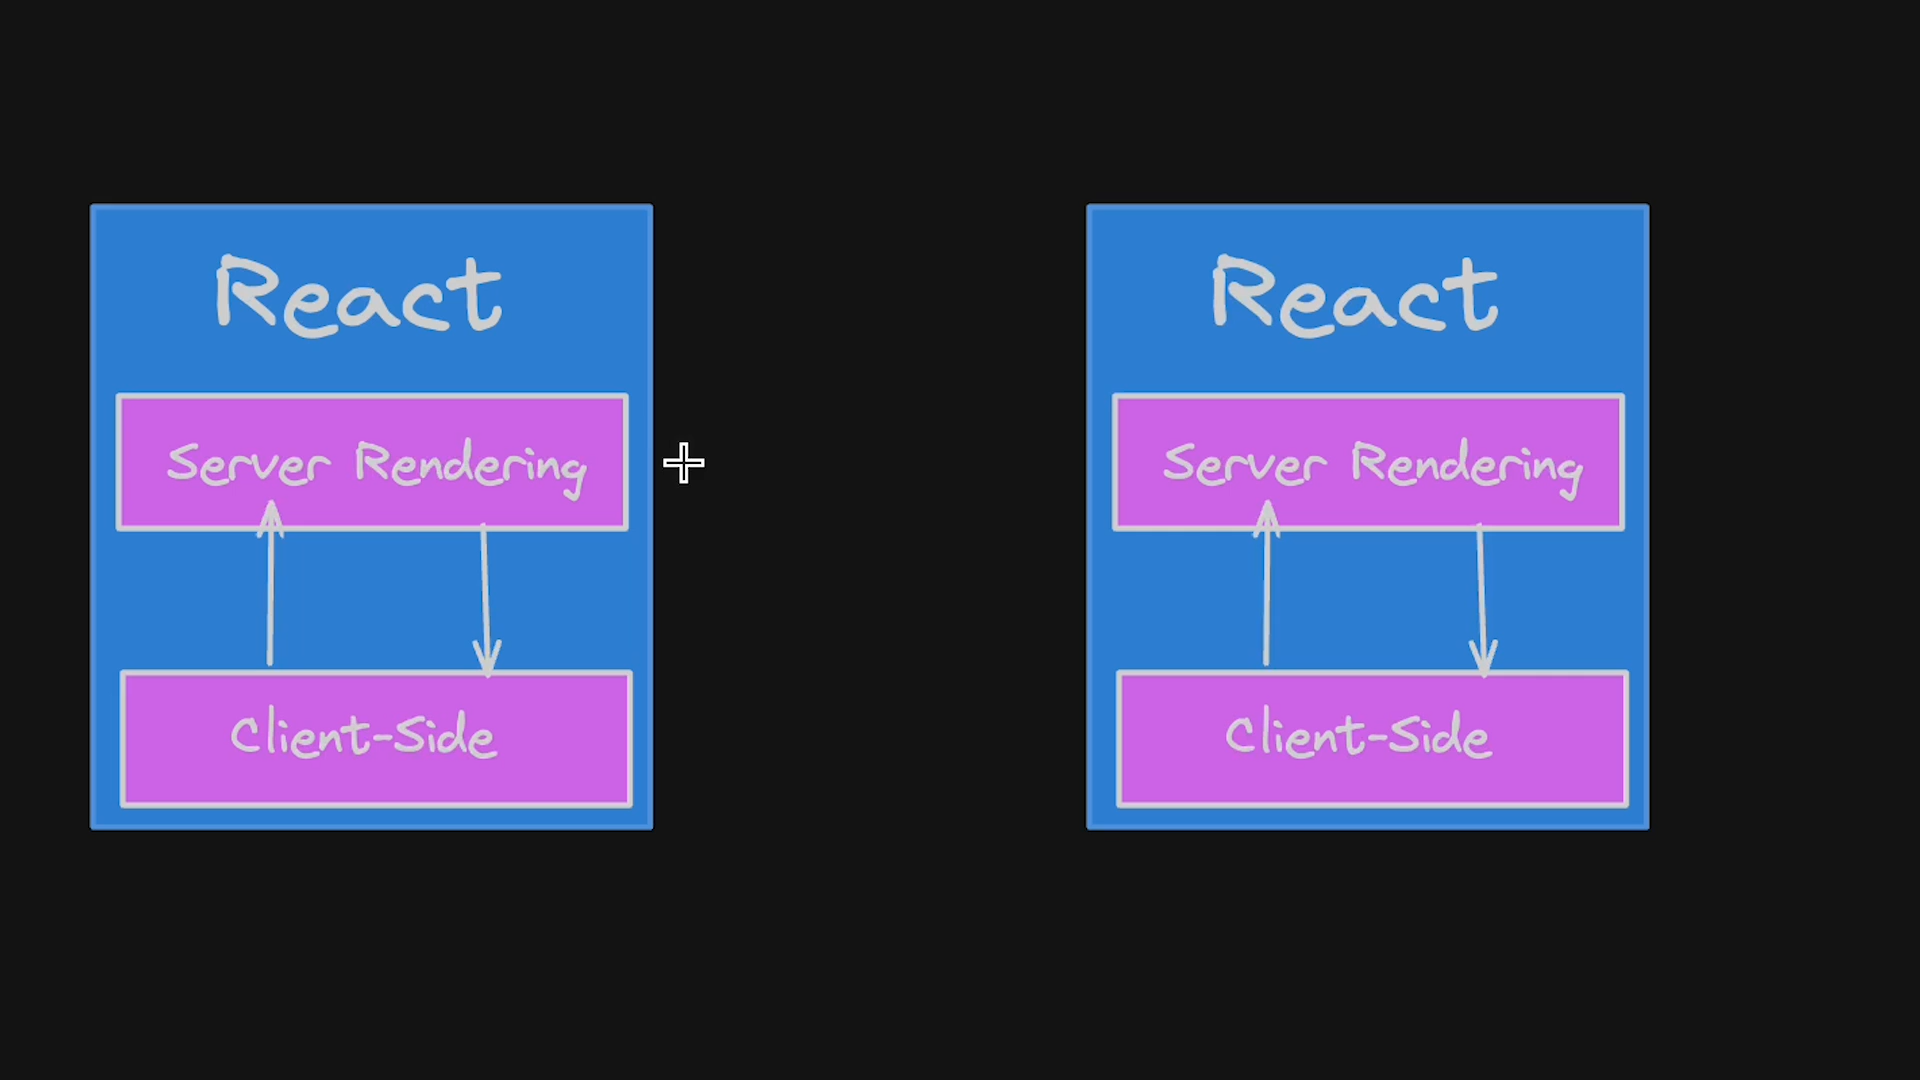 React
Server Rendering
Client-Side
React
Server Rendering
Client-Side